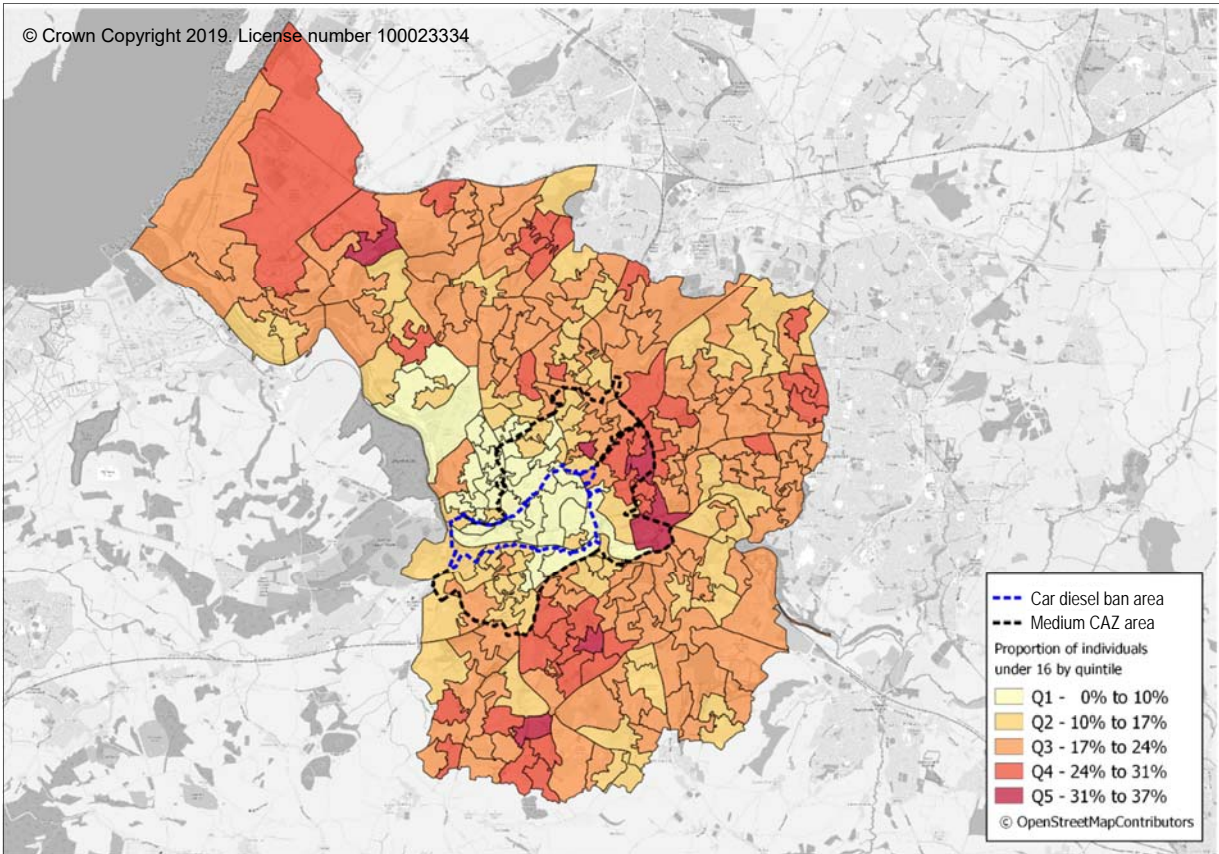 © Crown Copyright 2019. License number 100023334
Car diesel ban area
Medium CAZ area
Proportion of individuals
under 16 by quintile
Q1 - 0% to 10%
Q2 - 10% to 17%
Q3 - 17% to 24%
Q4 - 24% to 31%
Q5 - 31% to 37%
© OpenStreetMapContributors